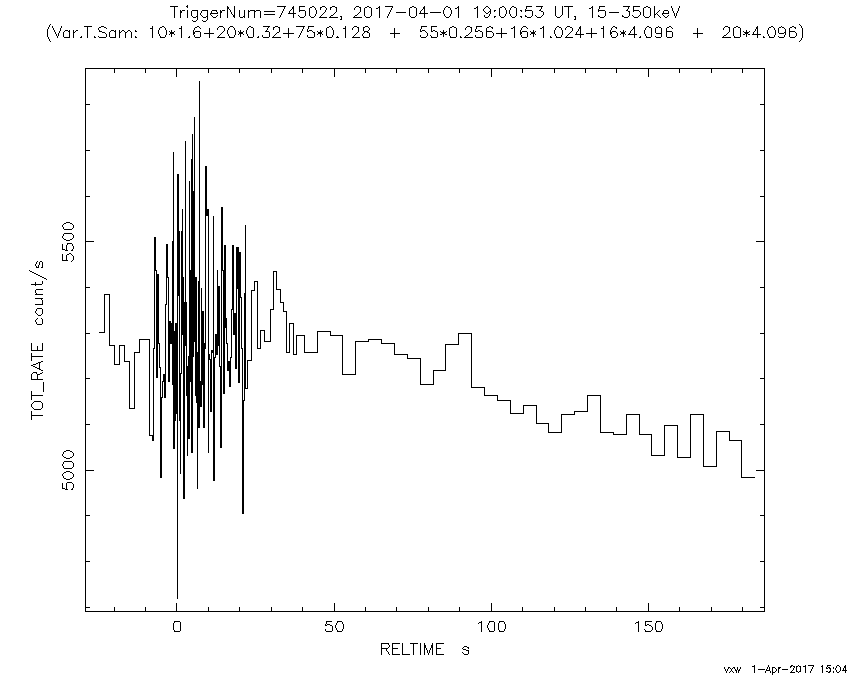 TriggerNum=745022, 2017-04-01 19:00:53 UT, 15-350keV
(Var.T.Sam: 10*1.6+20*0.32+75*0.128 + 55*0.256+16*1.024+16*4.096 + 20*4.096)
TOT_RATE count/s
5500
5000
0 50 100 150
RELTIME s
vxw 1-Apr-2017 15:04